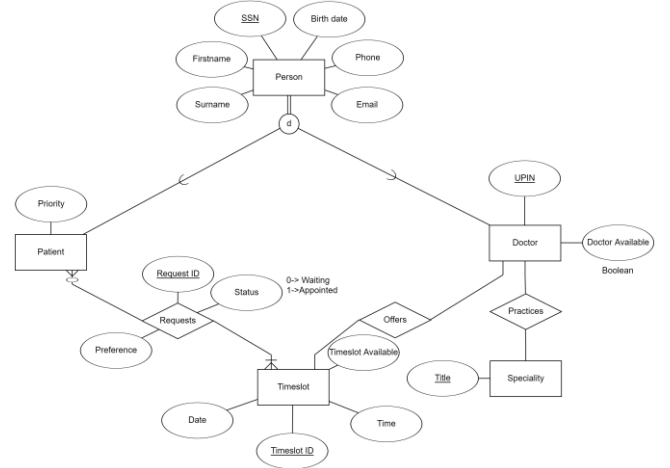 SSN
Birth date
Firstname
Phone
Person
Surname
Email
d
UPIN
Priority
Patient
Doctor
Doctor Available
Boolean
Request ID
Status
0-> Waiting
1->Appointed
Requests
Offers
Practices
Preference
Timeslot Available
Timeslot
Title
Speciality
Date
Time
Timeslot ID